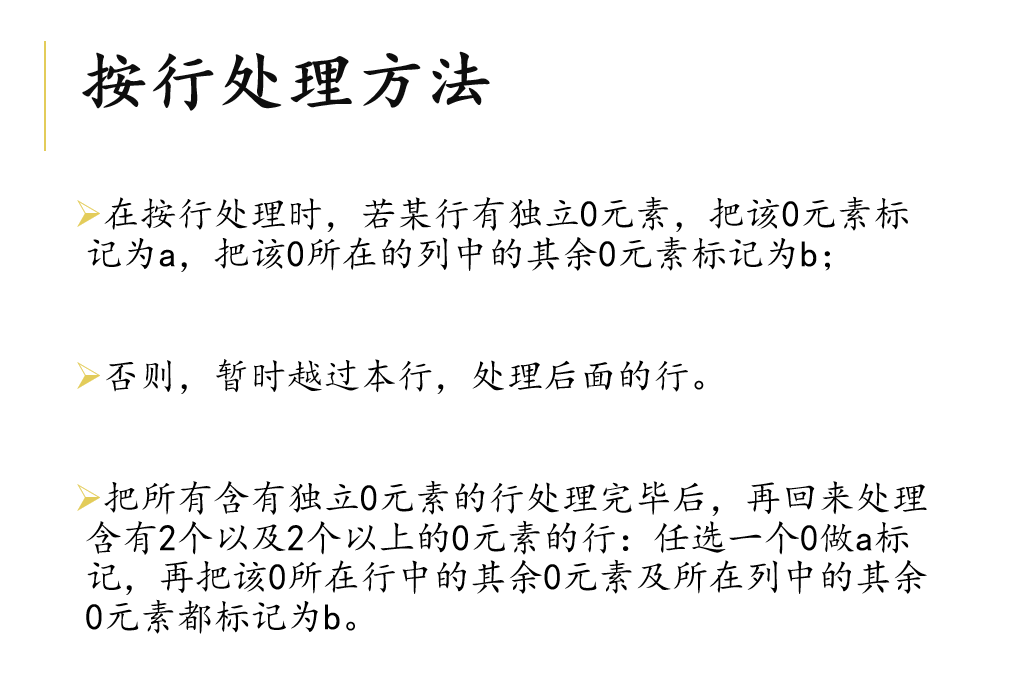 按行处理方法
➢在按行处理时，若某行有独立0元素，把该0元素标
记为a，把该0所在的列中的其余0元素标记为b；
➢否则，暂时越过本行，处理后面的行。
➢把所有含有独立0元素的行处理完毕后，再回来处理
含有2个以及2个以上的0元素的行：任选一个0做a标
记，再把该0所在行中的其余0元素及所在列中的其余
0元素都标记为b。